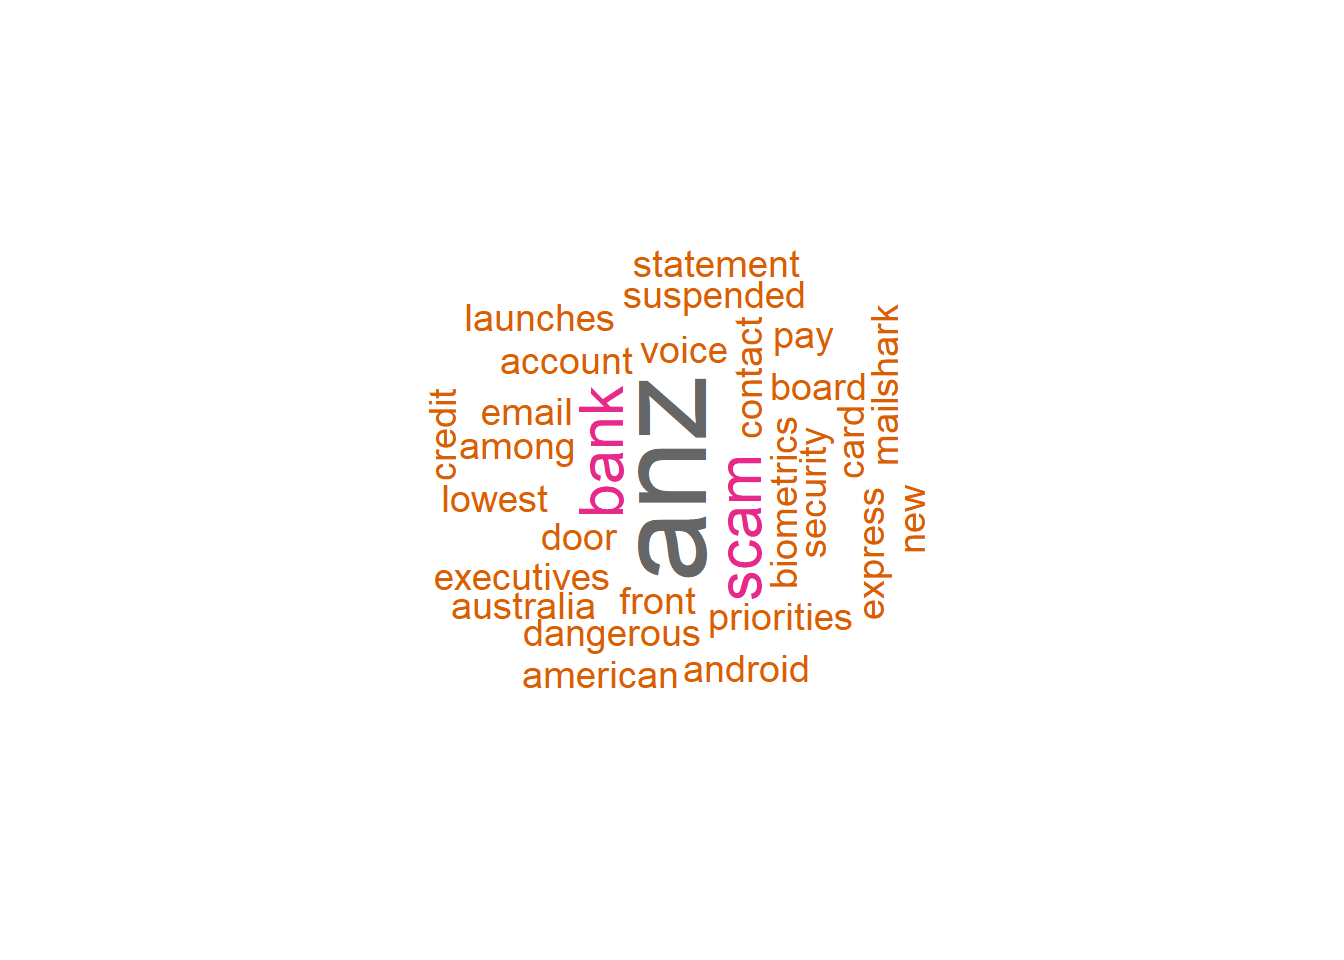 statement
suspended
launches
pay
voice
account
contact
mailshark
board
anz
bank
credit
email
card
among
biometrics
security
scam
lowest
express
new
door
executives
australia
front
priorities
dangerous
american
android